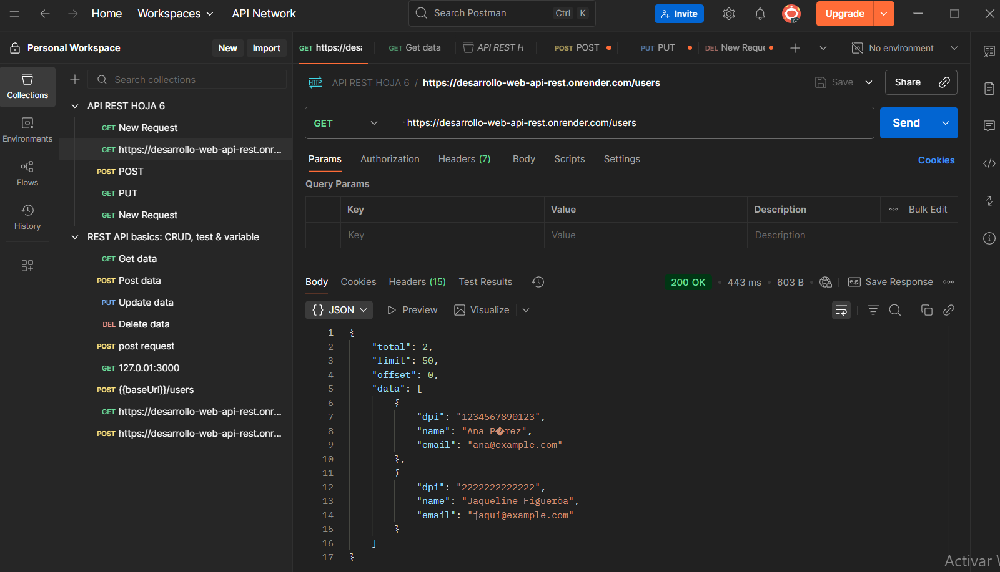 Home Workspaces API Network Search Postman Ctrl K Invite Upgrade
Personal Workspace New Import
GET https://desa GET Get data API REST H POST POST PUT PUT DEL New Reque No environment
Collections
Environments
Flows
History
Search collections
API REST HOJA 6
GET New Request
GET https://desarrollo-web-api-rest.onr...
POST POST
GET PUT
GET New Request
REST API basics: CRUD, test & variable
GET Get data
POST Post data
PUT Update data
DEL Delete data
POST post request
GET 127.0.01:3000
POST {{baseUrl}}/users
GET https://desarrollo-web-api-rest.onr...
POST https://desarrollo-web-api-rest.onr...
HTTP API REST HOJA 6 / https://desarrollo-web-api-rest.onrender.com/users Save Share
GET https://desarrollo-web-api-rest.onrender.com/users Send
Params Authorization Headers (7) Body Scripts Settings Cookies
Query Params
Key Value Description Bulk Edit
Key Value Description
Body Cookies Headers (15) Test Results 200 OK • 443 ms • 603 B • e.g. Save Response
{} JSON Preview Visualize
1 {
2 "total": 2,
3 "limit": 50,
4 "offset": 0,
5 "data": [
6 {
7 "dpi": "1234567890123",
8 "name": "Ana P�rez",
9 "email": "ana@example.com"
10 },
11 {
12 "dpi": "2222222222222",
13 "name": "Jaqueline Figueròa",
14 "email": "jaqui@example.com"
15 }
16 ]
17 }
Activar W